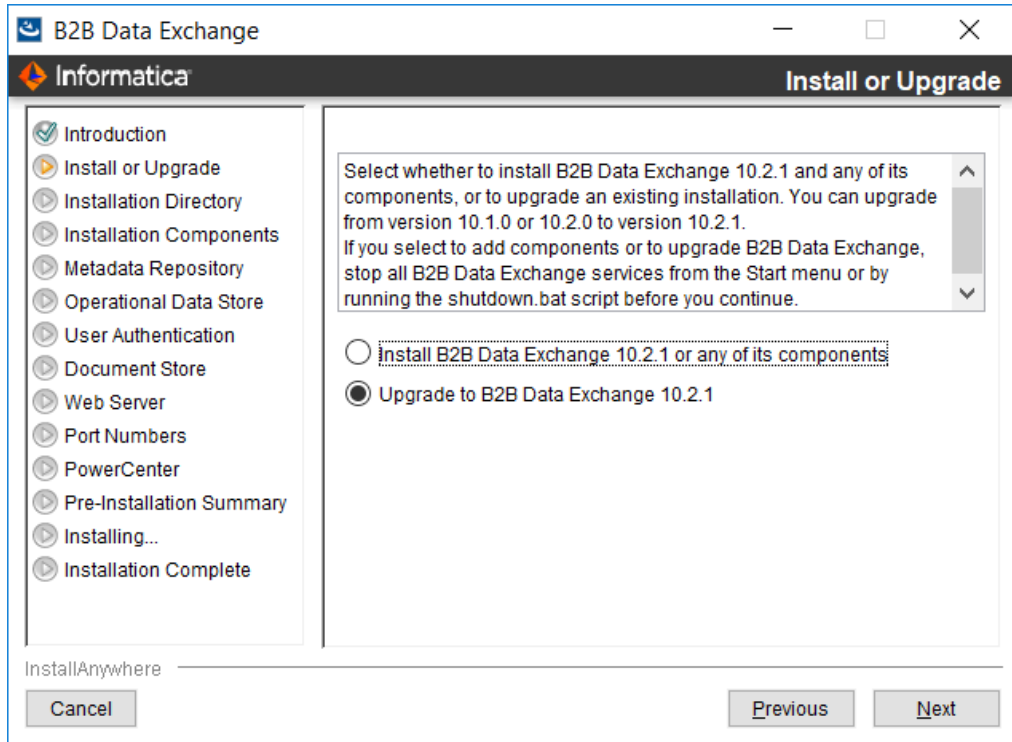 B2B Data Exchange
Informatica
Install or Upgrade
Introduction
Install or Upgrade
Installation Directory
Installation Components
Metadata Repository
Operational Data Store
User Authentication
Document Store
Web Server
Port Numbers
PowerCenter
Pre-Installation Summary
Installing...
Installation Complete
Select whether to install B2B Data Exchange 10.2.1 and any of its
components, or to upgrade an existing installation. You can upgrade
from version 10.1.0 or 10.2.0 to version 10.2.1.
If you select to add components or to upgrade B2B Data Exchange,
stop all B2B Data Exchange services from the Start menu or by
running the shutdown.bat script before you continue.
Install B2B Data Exchange 10.2.1 or any of its components
Upgrade to B2B Data Exchange 10.2.1
InstallAnywhere
Cancel
Previous
Next